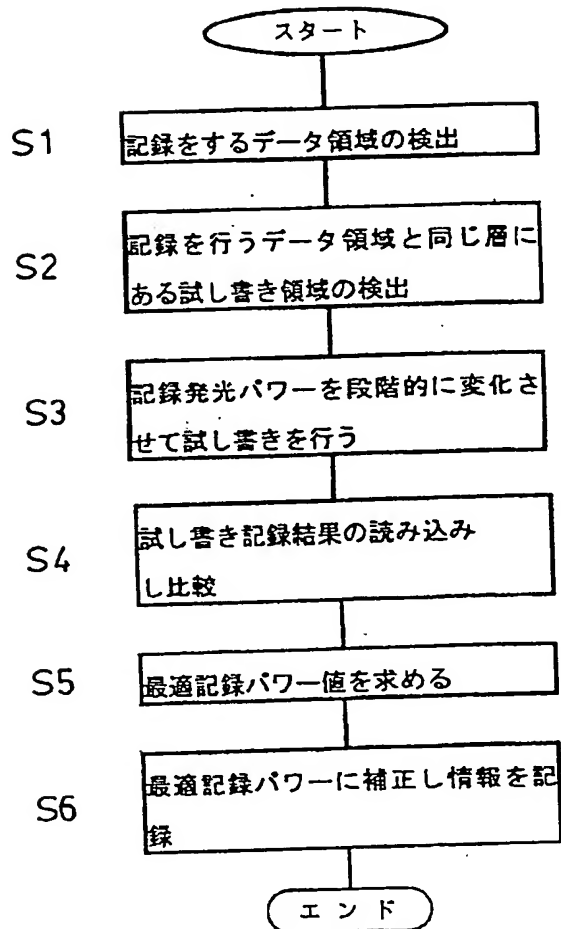 スタート
S1
記録をするデータ領域の検出
S2
記録を行うデータ領域と同じ層に
ある試し書き領域の検出
S3
記録発光パワーを段階的に変化さ
せて試し書きを行う
S4
試し書き記録結果の読み込み
し比較
S5
最適記録パワー値を求める
S6
最適記録パワーに補正し情報を記
録
エンド